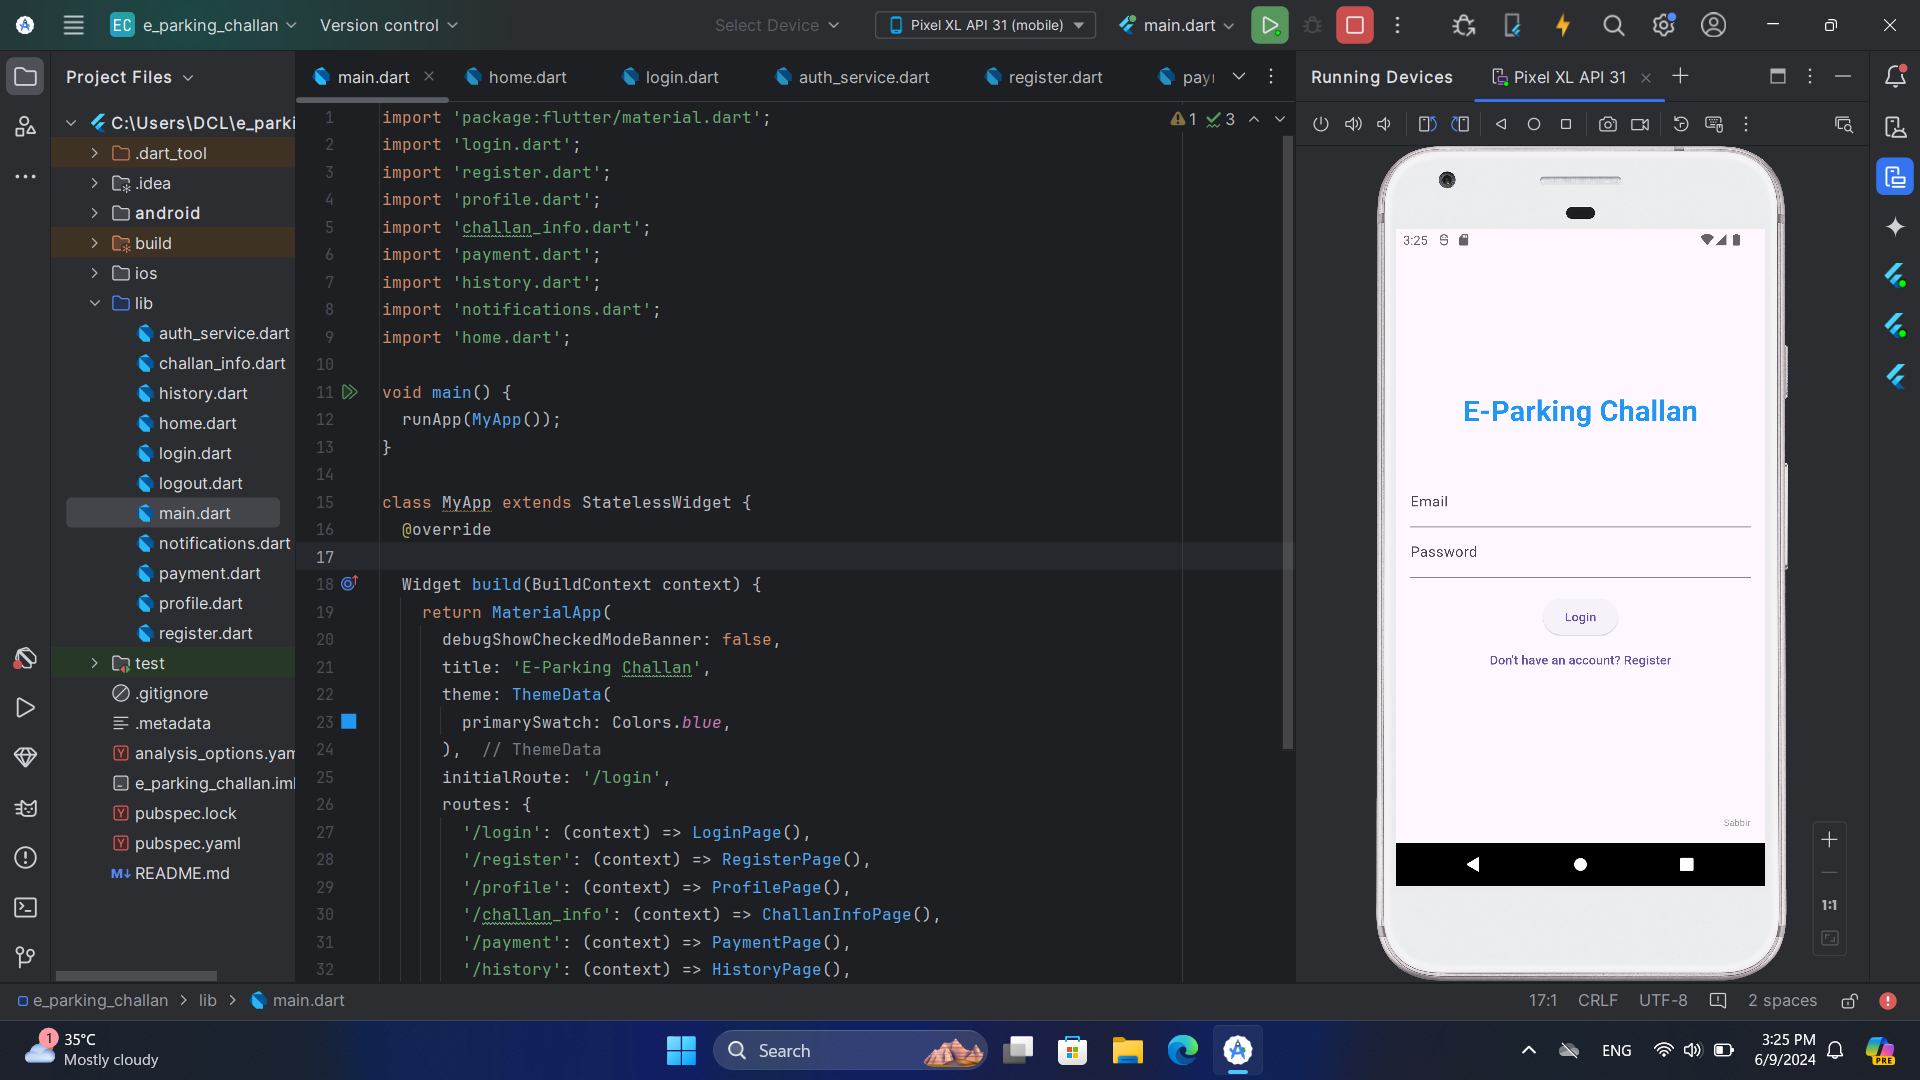 EC e_parking_challan Version control Select Device Pixel XL API 31 (mobile) main.dart
Project Files main.dart home.dart login.dart auth_service.dart register.dart Running Devices Pixel XL API 31
C:\Users\DCL\e_parki
.dart_tool
.idea
android
build
ios
lib
auth_service.dart
challan_info.dart
history.dart
home.dart
login.dart
logout.dart
main.dart
notifications.dart
payment.dart
profile.dart
register.dart
test
.gitignore
.metadata
analysis_options.yam
e_parking_challan.iml
pubspec.lock
pubspec.yaml
README.md
1 import 'package:flutter/material.dart';
2 import 'login.dart';
3 import 'register.dart';
4 import 'profile.dart';
5 import 'challan_info.dart';
6 import 'payment.dart';
7 import 'history.dart';
8 import 'notifications.dart';
9 import 'home.dart';
10
11 void main() {
12 runApp(MyApp());
13 }
14
15 class MyApp extends StatelessWidget {
16 @override
17
18 Widget build(BuildContext context) {
19 return MaterialApp(
20 debugShowCheckedModeBanner: false,
21 title: 'E-Parking Challan',
22 theme: ThemeData(
23 primarySwatch: Colors.blue,
24 ), // ThemeData
25 initialRoute: '/login',
26 routes: {
27 '/login': (context) => LoginPage(),
28 '/register': (context) => RegisterPage(),
29 '/profile': (context) => ProfilePage(),
30 '/challan_info': (context) => ChallanInfoPage(),
31 '/payment': (context) => PaymentPage(),
32 '/history': (context) => HistoryPage(),
1 3
3:25
E-Parking Challan
Email
Password
Login
Don't have an account? Register
Sabbir
1:1
e_parking_challan > lib > main.dart 17:1 CRLF UTF-8 2 spaces
1
35°C
Mostly cloudy
Search
ENG
3:25 PM
6/9/2024
PRE